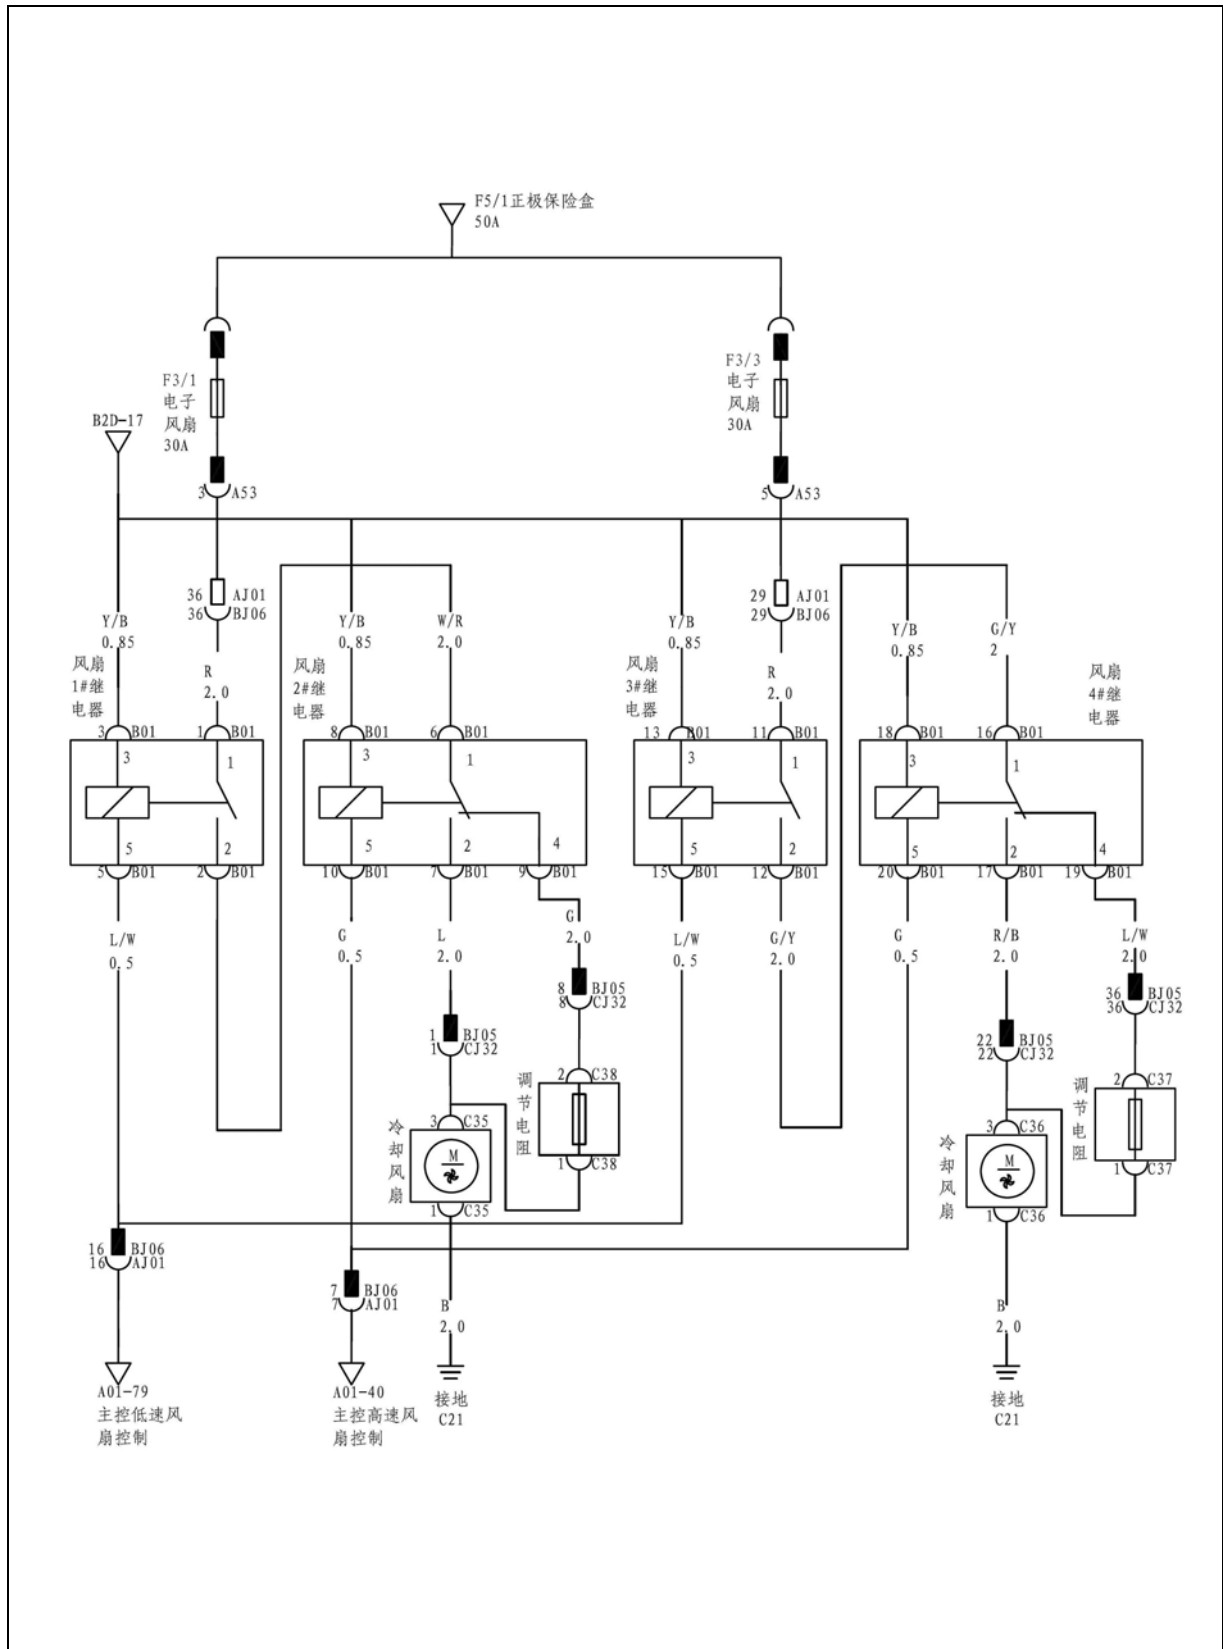 F5/1正极保险盒
50A
F3/1
电子
风扇
30A
F3/3
电子
风扇
30A
B2D-17
3 A53
5 A53
36 AJ01
36 BJ06
29 AJ01
29 BJ06
Y/B
0.85
Y/B
0.85
W/R
2.0
Y/B
0.85
Y/B
0.85
G/Y
2
R
2.0
R
2.0
风扇
1#继
电器
风扇
2#继
电器
风扇
3#继
电器
风扇
4#继
电器
3 B01
1 B01
8 B01
6 B01
13 B01
11 B01
18 B01
16 B01
3
1
3
1
3
1
3
1
5
2
5
2
4
5
2
5
2
4
5 B01
2 B01
10 B01
7 B01
9 B01
15 B01
12 B01
20 B01
17 B01
19 B01
L/W
0.5
G
0.5
L
2.0
G
2.0
L/W
0.5
G/Y
2.0
G
0.5
R/B
2.0
L/W
2.0
8 BJ05
8 CJ32
36 BJ05
36 CJ32
1 BJ05
1 CJ32
22 BJ05
22 CJ32
调
节
电
阻
2 C38
1 C38
调
节
电
阻
2 C37
1 C37
冷
却
风
扇
3 C35
M
1 C35
冷
却
风
扇
3 C36
M
1 C36
16 BJ06
16 AJ01
7 BJ06
7 AJ01
B
2.0
B
2.0
A01-79
主控低速风
扇控制
A01-40
主控高速风
扇控制
接地
C21
接地
C21